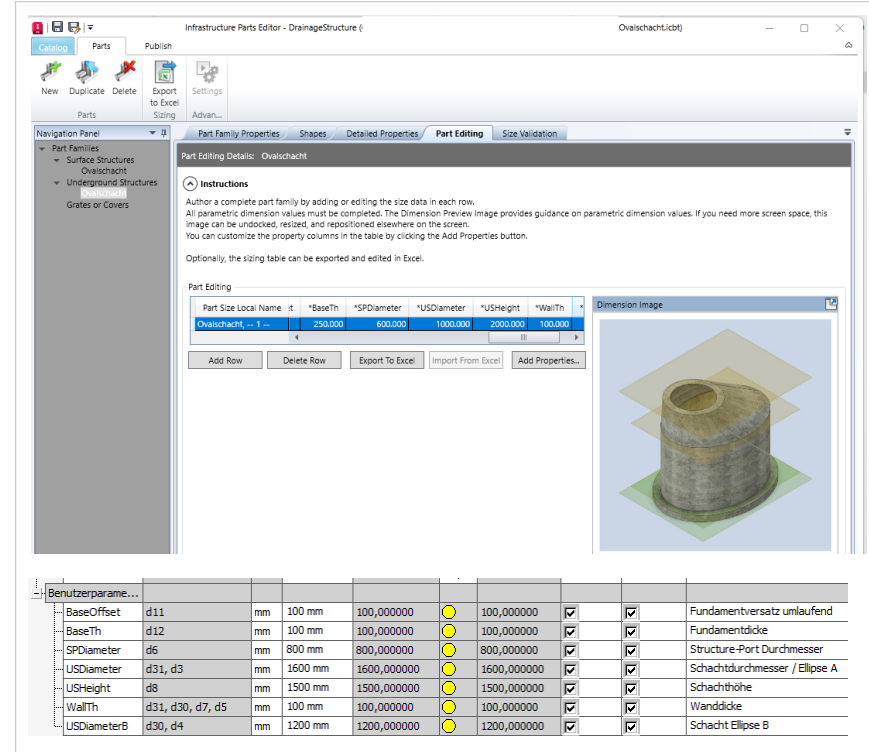 Infrastructure Parts Editor - DrainageStructure ( Ovalschacht.icbt)
Catalog Parts Publish
New Duplicate Delete Export to Excel Settings
Parts Sizing Advan...
Navigation Panel
Part Families
Surface Structures
Ovalschacht
Underground Structures
Ovalschacht
Grates or Covers
Part Family Properties Shapes Detailed Properties Part Editing Size Validation
Part Editing Details: Ovalschacht
Instructions
Author a complete part family by adding or editing the size data in each row.
All parametric dimension values must be completed. The Dimension Preview Image provides guidance on parametric dimension values. If you need more screen space, this
image can be undocked, resized, and repositioned elsewhere on the screen.
You can customize the property columns in the table by clicking the Add Properties button.
Optionally, the sizing table can be exported and edited in Excel.
Part Editing
Part Size Local Name *BaseTh *SPDiameter *USDiameter *USHeight *WallTh *
Ovalschacht, -- 1 -- 250.000 600.000 1000.000 2000.000 100.000
Add Row Delete Row Export To Excel Import From Excel Add Properties...
Dimension Image
Benutzerparame...
BaseOffset d11 mm 100 mm 100,000000 100,000000 Fundamentversatz umlaufend
BaseTh d12 mm 100 mm 100,000000 100,000000 Fundamentdicke
SPDiameter d6 mm 800 mm 800,000000 800,000000 Structure-Port Durchmesser
USDiameter d31, d3 mm 1600 mm 1600,000000 1600,000000 Schachtdurchmesser / Ellipse A
USHeight d8 mm 1500 mm 1500,000000 1500,000000 Schachthöhe
WallTh d31, d30, d7, d5 mm 100 mm 100,000000 100,000000 Wanddicke
USDiameterB d30, d4 mm 1200 mm 1200,000000 1200,000000 Schacht Ellipse B